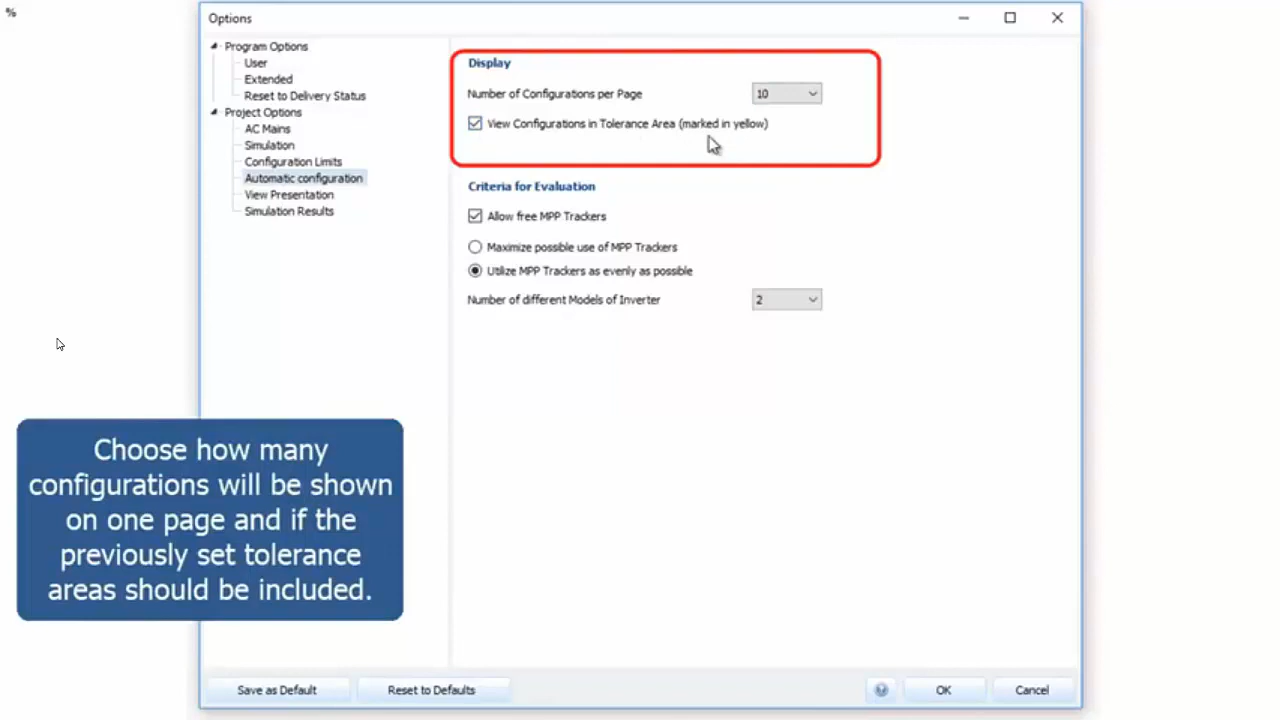 %
Options
Program Options
User
Extended
Reset to Delivery Status
Project Options
AC Mains
Simulation
Configuration Limits
Automatic configuration
View Presentation
Simulation Results
Display
Number of Configurations per Page
10
View Configurations in Tolerance Area (marked in yellow)
Criteria for Evaluation
Allow free MPP Trackers
Maximize possible use of MPP Trackers
Utilize MPP Trackers as evenly as possible
Number of different Models of Inverter
2
Choose how many
configurations will be shown
on one page and if the
previously set tolerance
areas should be included.
Save as Default
Reset to Defaults
OK
Cancel